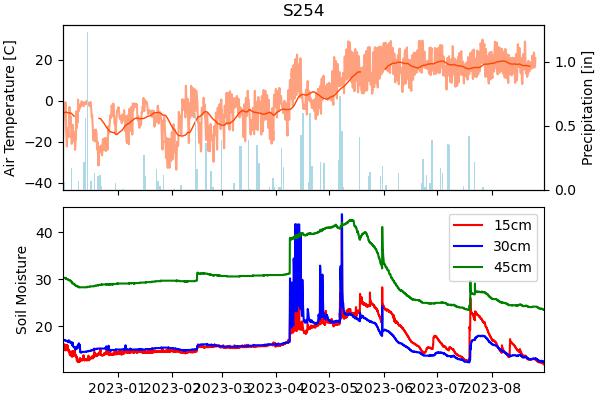 S254
Air Temperature [C]
20
0
−20
−40
1.0
0.5
0.0
Precipitation [in]
Soil Moisture
40
30
20
15cm
30cm
45cm
2023-01
2023-02
2023-03
2023-04
2023-05
2023-06
2023-07
2023-08